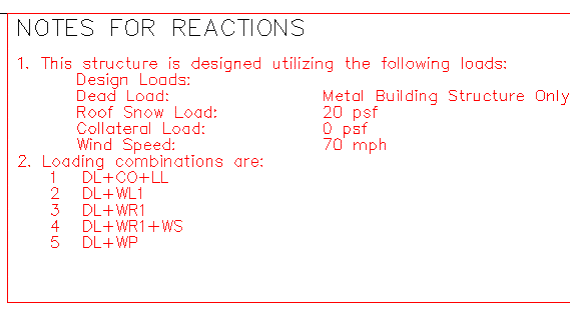 NOTES FOR REACTIONS
1. This structure is designed utilizing the following loads:
Design Loads:
Dead Load: Metal Building Structure Only
Roof Snow Load: 20 psf
Collateral Load: 0 psf
Wind Speed: 70 mph
2. Loading combinations are:
1 DL+CO+LL
2 DL+WL1
3 DL+WR1
4 DL+WR1+WS
5 DL+WP